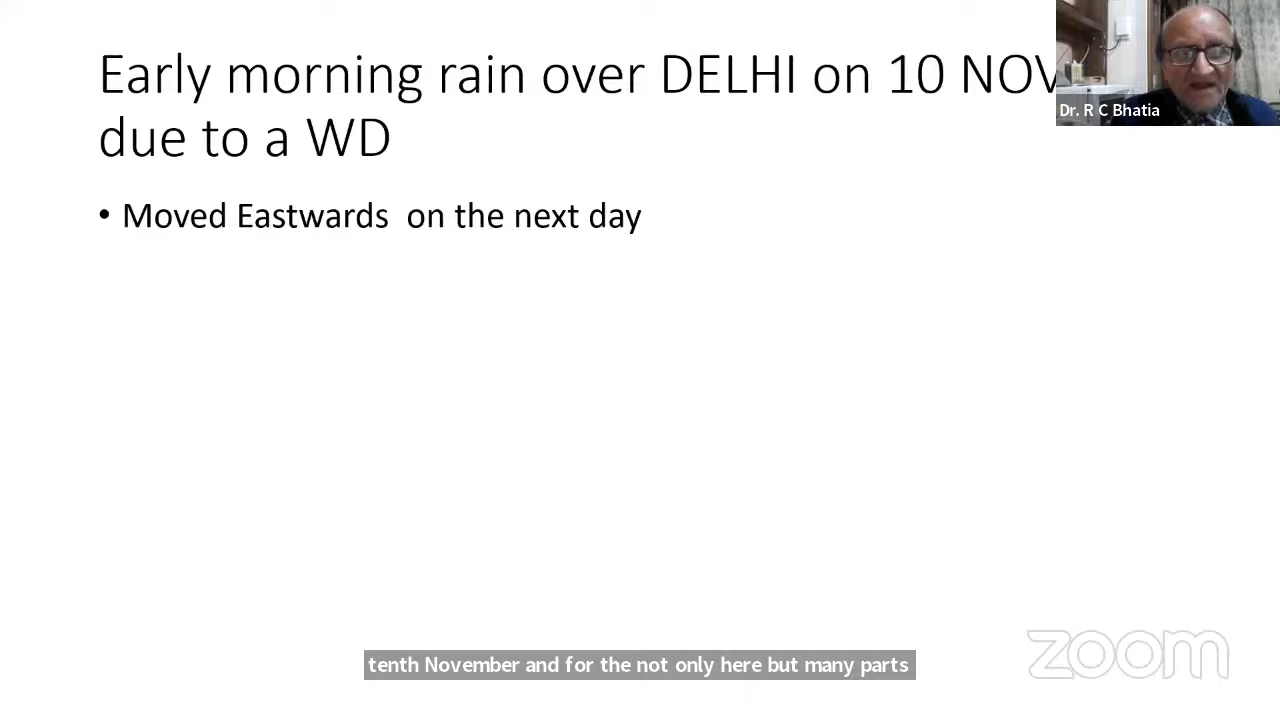 Early morning rain over DELHI on 10 NOV
due to a WD
• Moved Eastwards on the next day
Dr. R C Bhatia
tenth November and for the not only here but many parts
zoom